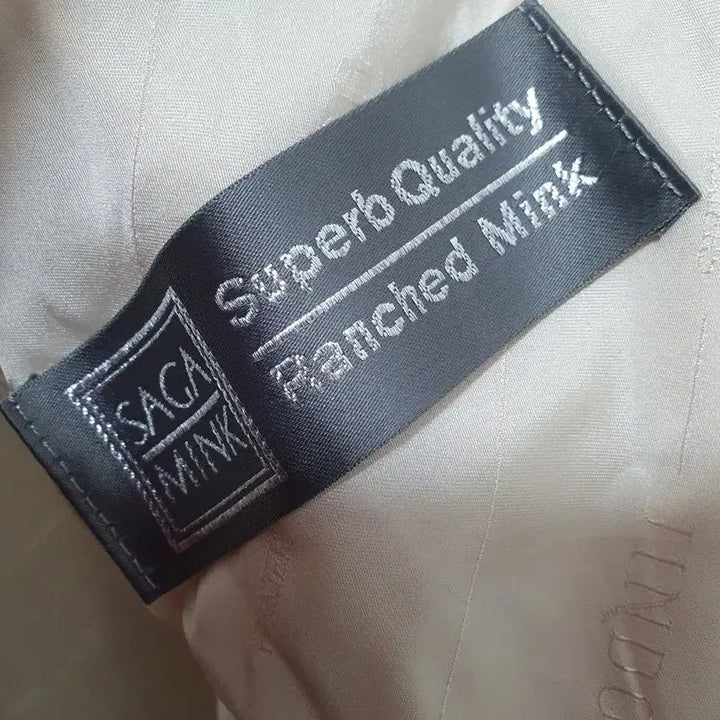 SAGA
MINK
Superb Quality
Ranched Mink